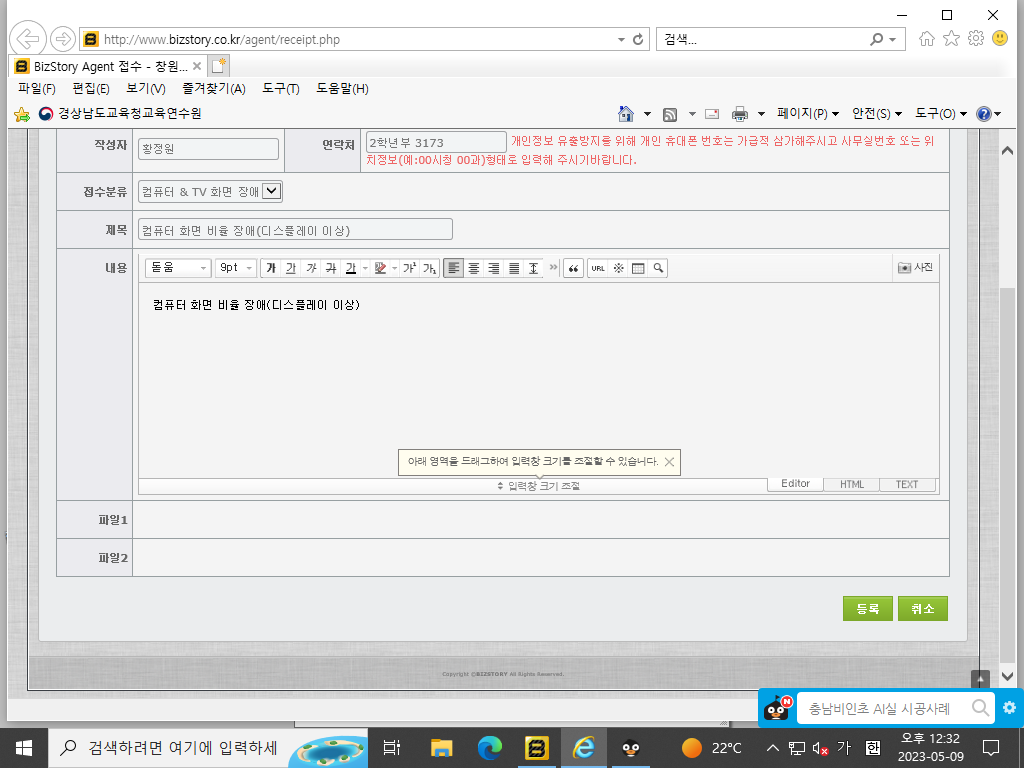 http://www.bizstory.co.kr/agent/receipt.php
검색...
BizStory Agent 접수 - 창원...
파일(F) 편집(E) 보기(V) 즐겨찾기(A) 도구(T) 도움말(H)
경상남도교육청교육연수원
페이지(P) 안전(S) 도구(O)
작성자 황정원 연락처 2학년부 3173 개인정보 유출방지를 위해 개인 휴대폰 번호는 가급적 삼가해주시고 사무실번호 또는 위
치정보(예:00시청 00과)형태로 입력해 주시기바랍니다.
접수분류 컴퓨터 & TV 화면 장애
제목 컴퓨터 화면 비율 장애(디스플레이 이상)
내용 돋움 9pt 가 가 가 가 가 가¹ 가₁ URL 사진
컴퓨터 화면 비율 장애(디스플레이 이상)
아래 영역을 드래그하여 입력창 크기를 조절할 수 있습니다.
입력창 크기 조절 Editor HTML TEXT
파일1
파일2
등록 취소
Copyright ©BIZSTORY All Rights Reserved.
N 충남비인초 AI실 시공사례
검색하려면 여기에 입력하세
22°C 가 한 오후 12:32
2023-05-09